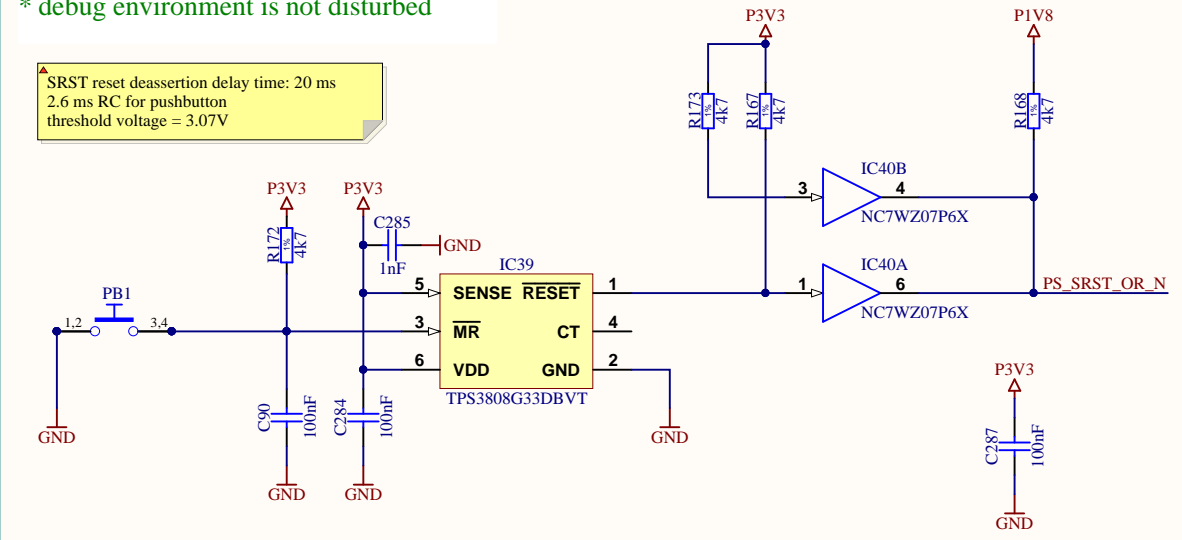 * debug environment is not disturbed
SRST reset deassertion delay time: 20 ms
2.6 ms RC for pushbutton
threshold voltage = 3.07V
P3V3
P1V8
R173
1%
4k7
R167
1%
4k7
R168
1%
4k7
IC40B
3
4
NC7WZ07P6X
P3V3
P3V3
R172
1%
4k7
C285
GND
1nF
IC39
IC40A
PB1
1,2
3,4
5
SENSE
RESET
1
1
6
PS_SRST_OR_N
NC7WZ07P6X
3
MR
CT
4
6
VDD
GND
2
TPS3808G33DBVT
P3V3
C90
100nF
C284
100nF
C287
100nF
GND
GND
GND
GND
GND